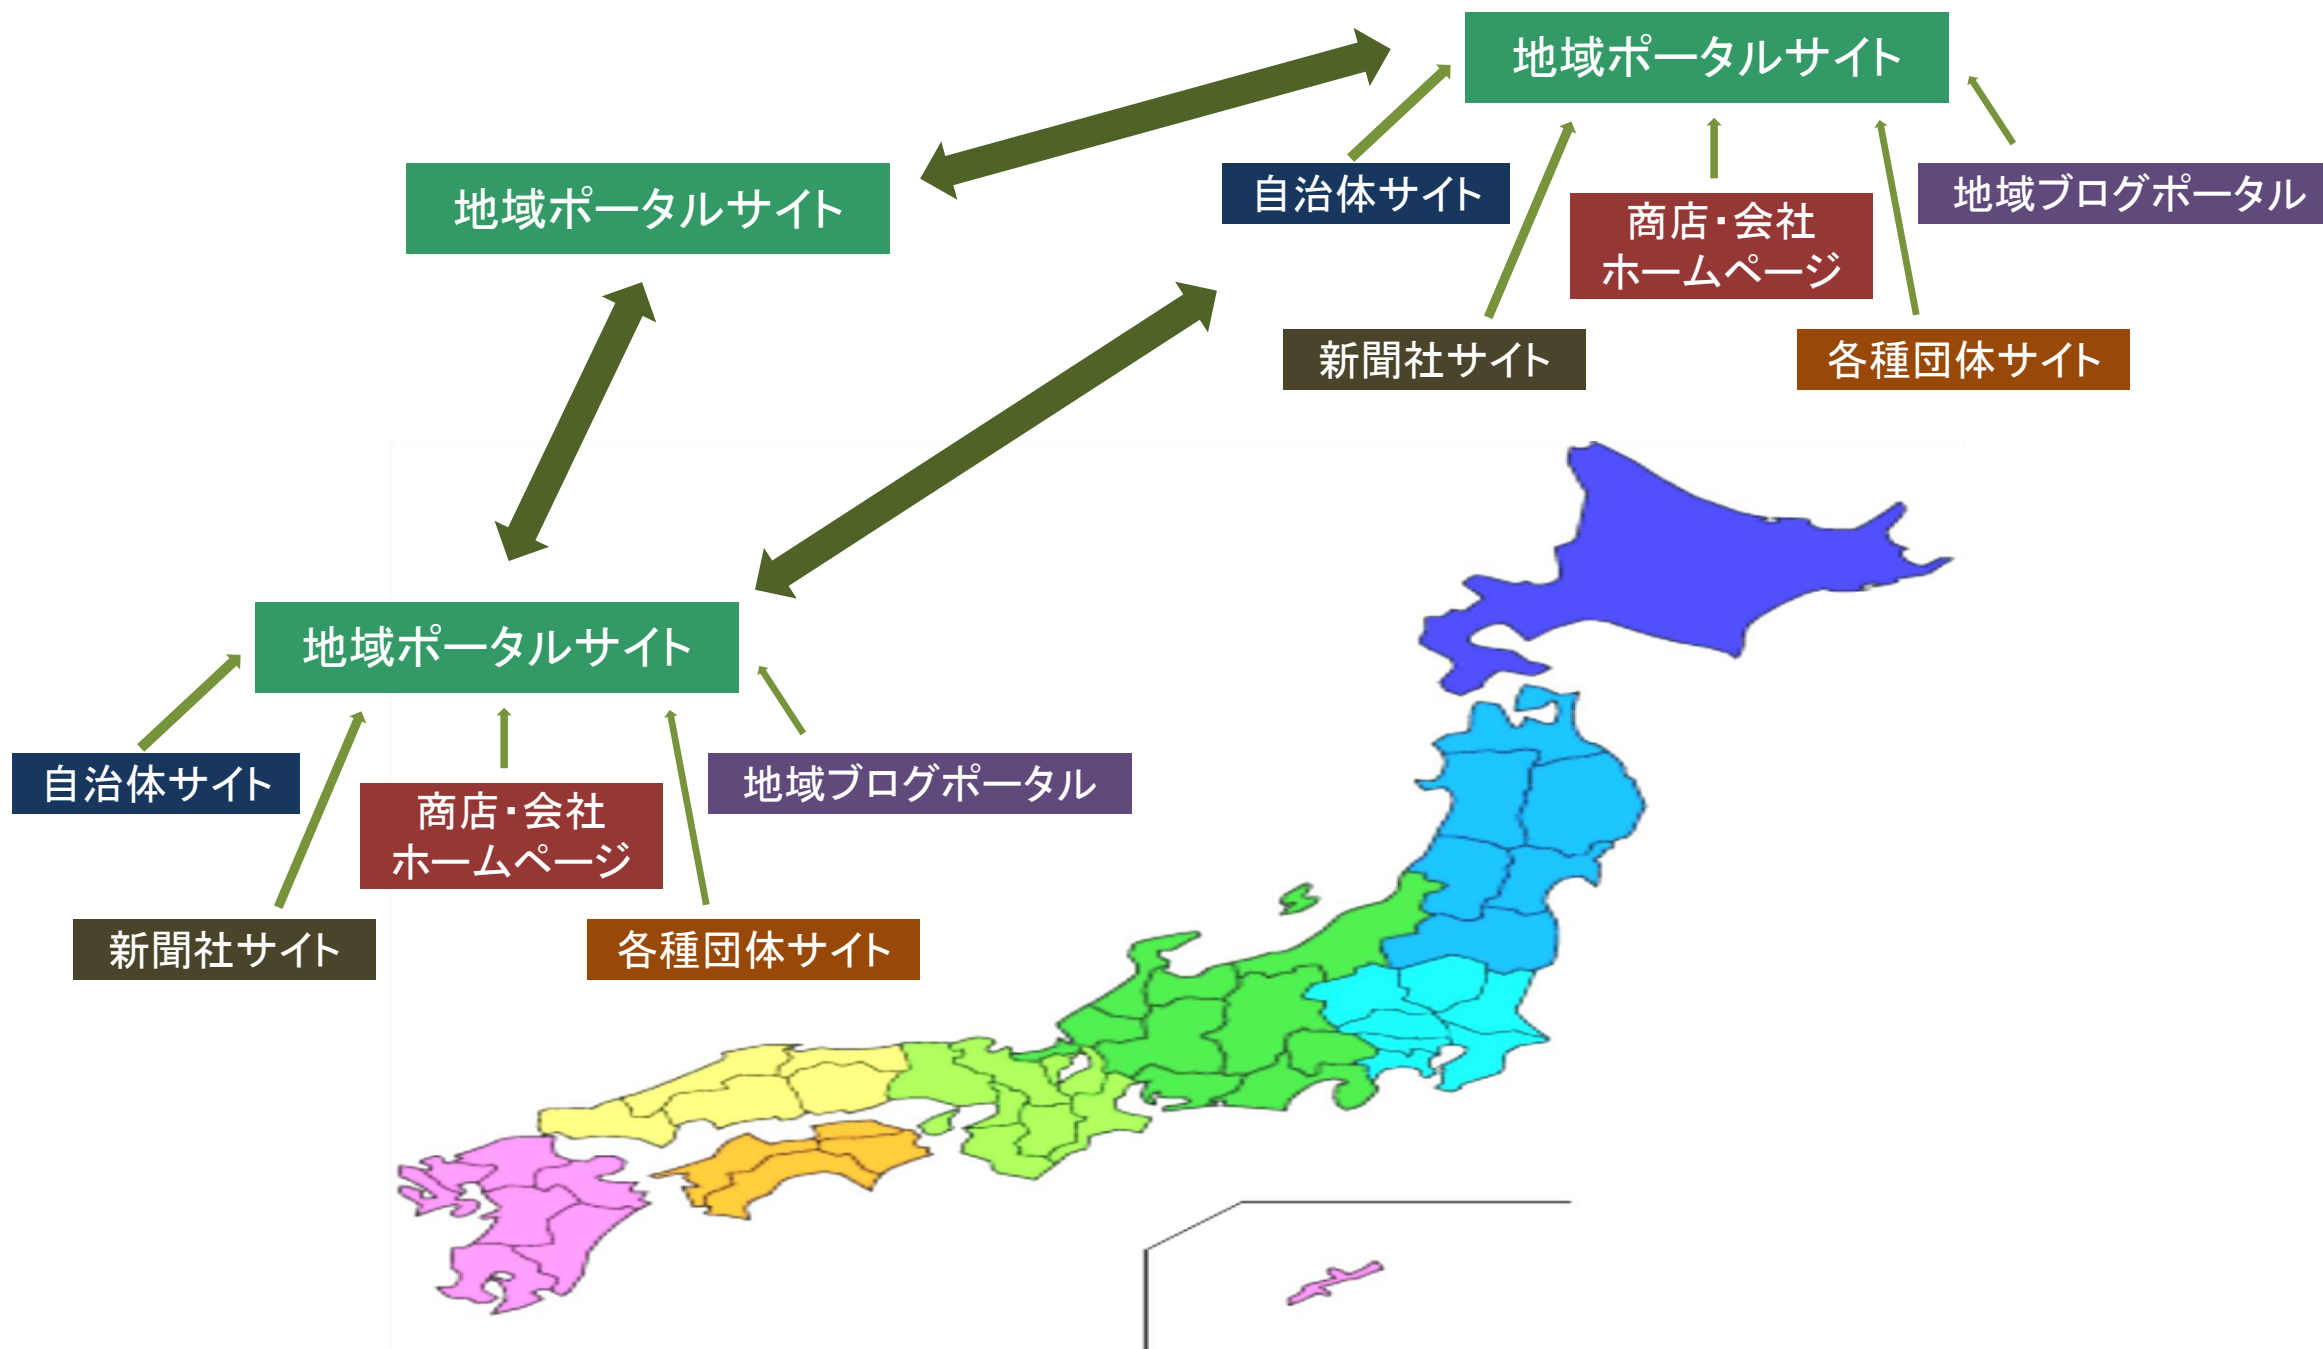 地域ポータルサイト
自治体サイト
商店・会社
ホームページ
地域ブログポータル
新聞社サイト
各種団体サイト
地域ポータルサイト
地域ポータルサイト
自治体サイト
商店・会社
ホームページ
地域ブログポータル
新聞社サイト
各種団体サイト